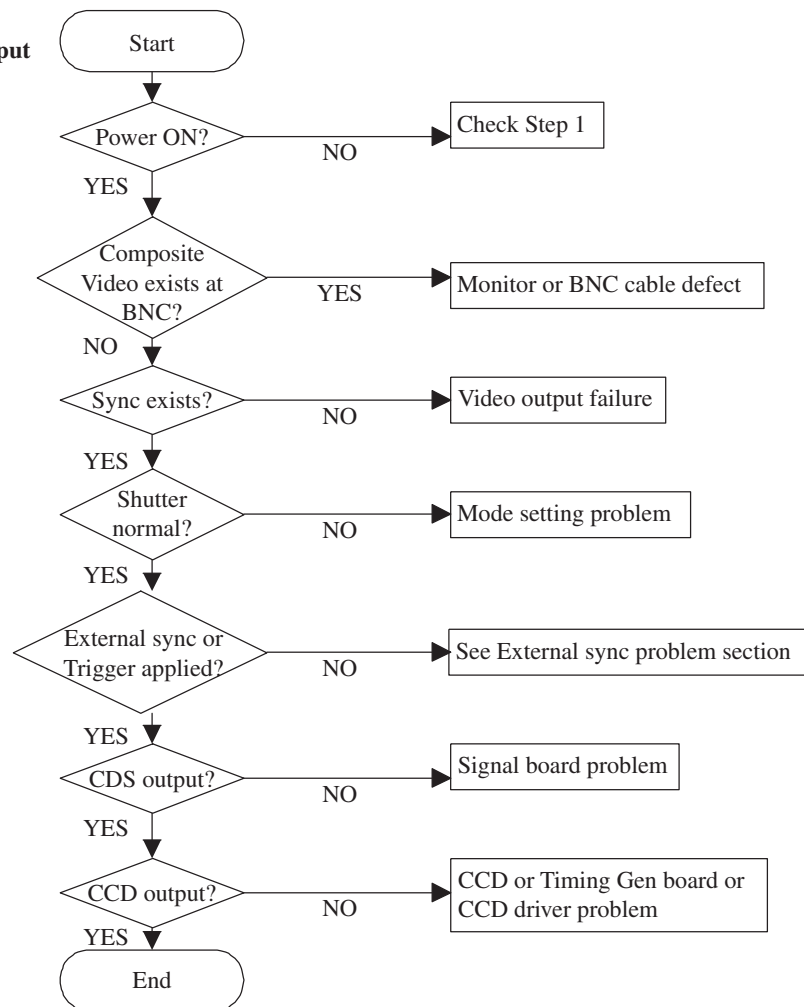 Start
Power ON?
NO
Check Step 1
YES
Composite
Video exists at
BNC?
YES
Monitor or BNC cable defect
NO
Sync exists?
NO
Video output failure
YES
Shutter
normal?
NO
Mode setting problem
YES
External sync or
Trigger applied?
NO
See External sync problem section
YES
CDS output?
NO
Signal board problem
YES
CCD output?
NO
CCD or Timing Gen board or
CCD driver problem
YES
End